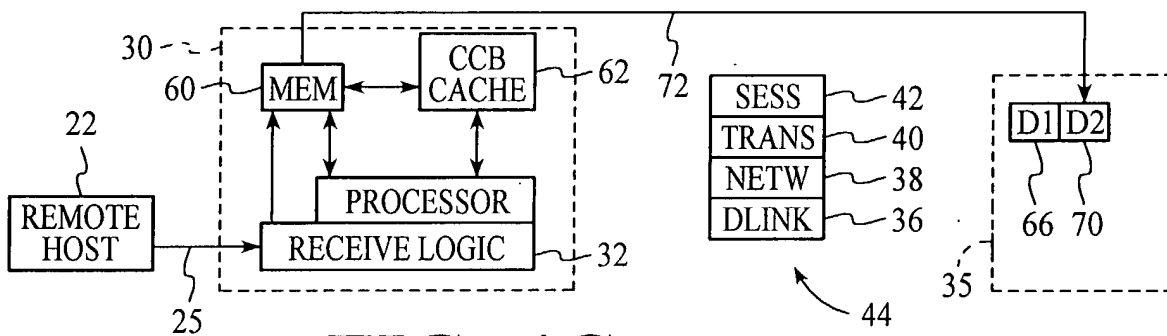 30
60
MEM
CCB
CACHE
62
72
SESS
42
TRANS
40
NETW
38
DLINK
36
44
D1 D2
66
70
35
22
REMOTE
HOST
25
PROCESSOR
RECEIVE LOGIC
32